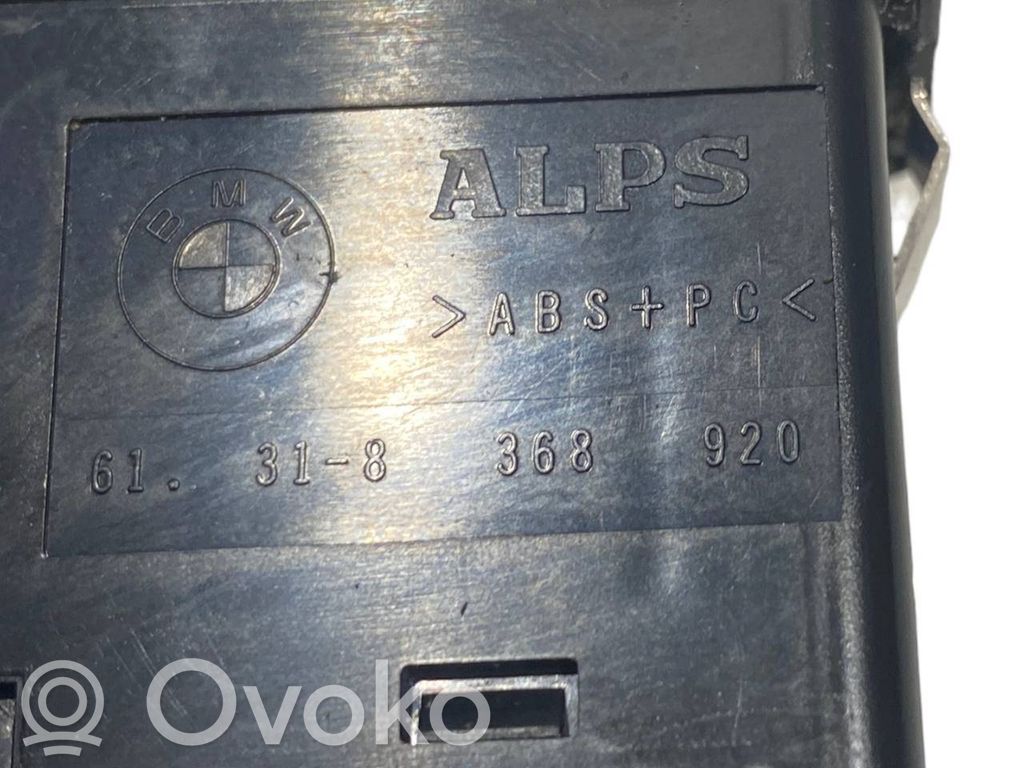 BMW
ALPS
>ABS+PC<
61. 31-8 368 920
Ovoko